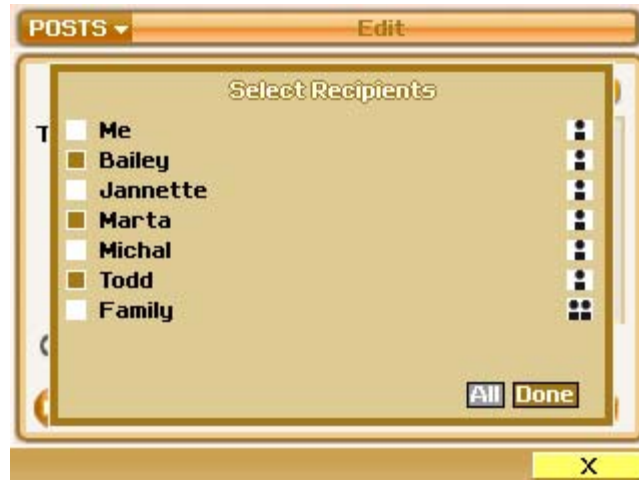 POSTS Edit
Select Recipients
T
Me
Bailey
Jannette
Marta
Michal
Todd
Family
All Done
X